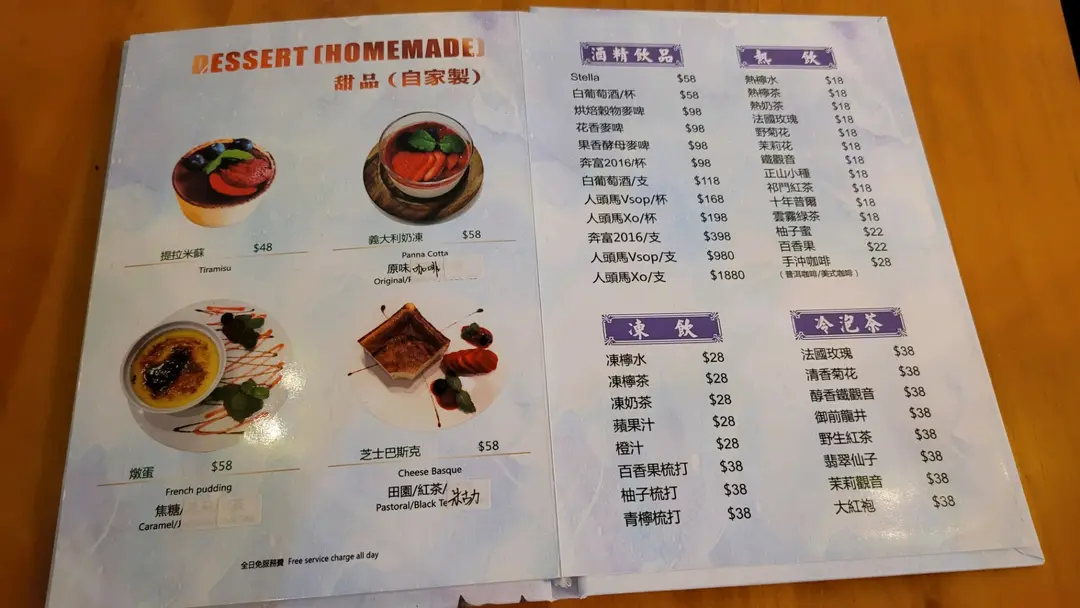 DESSERT (HOMEMADE)
甜品（自家製）
提拉米蘇 $48
Tiramisu
義大利奶凍 $58
Panna Cotta
原味 咖啡
Original/
燉蛋 $58
French pudding
焦糖/
Caramel/
芝士巴斯克 $58
Cheese Basque
田園/紅茶/
Pastoral/Black Te
全日免服務費 Free service charge all day
酒精飲品
Stella $58
白葡萄酒/杯 $58
烘焙穀物麥啤 $98
花香麥啤 $98
果香酵母麥啤 $98
奔富2016/杯 $98
白葡萄酒/支 $118
人頭馬Vsop/杯 $168
人頭馬Xo/杯 $198
奔富2016/支 $398
人頭馬Vsop/支 $980
人頭馬Xo/支 $1880
熱飲
熱檸水 $18
熱檸茶 $18
熱奶茶 $18
法國玫瑰 $18
野菊花 $18
茉莉花 $18
鐵觀音 $18
正山小種 $18
祁門紅茶 $18
十年普爾 $18
雲霧綠茶 $18
柚子蜜 $22
百香果 $22
手沖咖啡 $28
（普洱咖啡/美式咖啡）
凍飲
凍檸水 $28
凍檸茶 $28
凍奶茶 $28
蘋果汁 $28
橙汁 $28
百香果梳打 $38
柚子梳打 $38
青檸梳打 $38
冷泡茶
法國玫瑰 $38
清香菊花 $38
醇香鐵觀音 $38
御前龍井 $38
野生紅茶 $38
翡翠仙子 $38
茉莉觀音 $38
大紅袍 $38